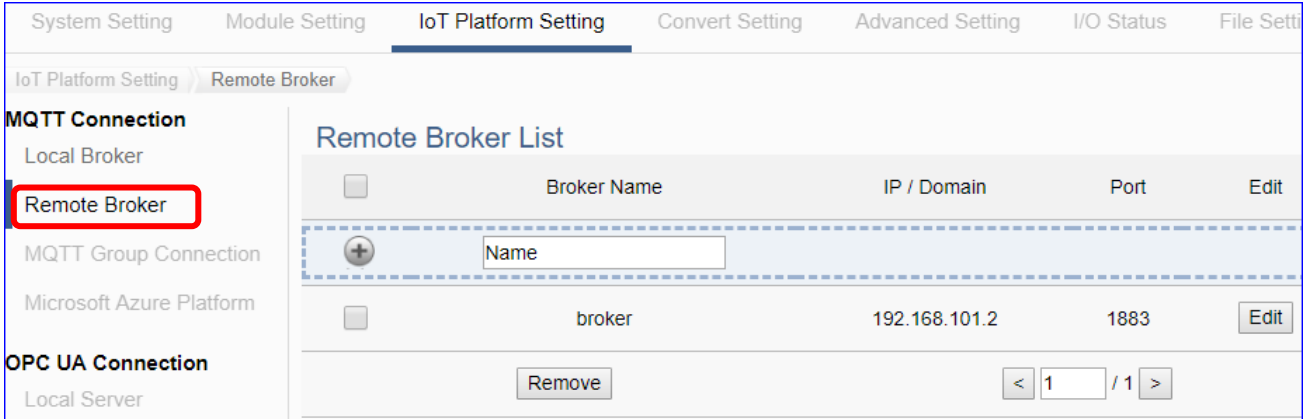 System Setting Module Setting IoT Platform Setting Convert Setting Advanced Setting I/O Status File Setti
IoT Platform Setting Remote Broker
MQTT Connection
Local Broker
Remote Broker
MQTT Group Connection
Microsoft Azure Platform
OPC UA Connection
Local Server
Remote Broker List
Broker Name IP / Domain Port Edit
Name
broker 192.168.101.2 1883 Edit
Remove < 1 / 1 >